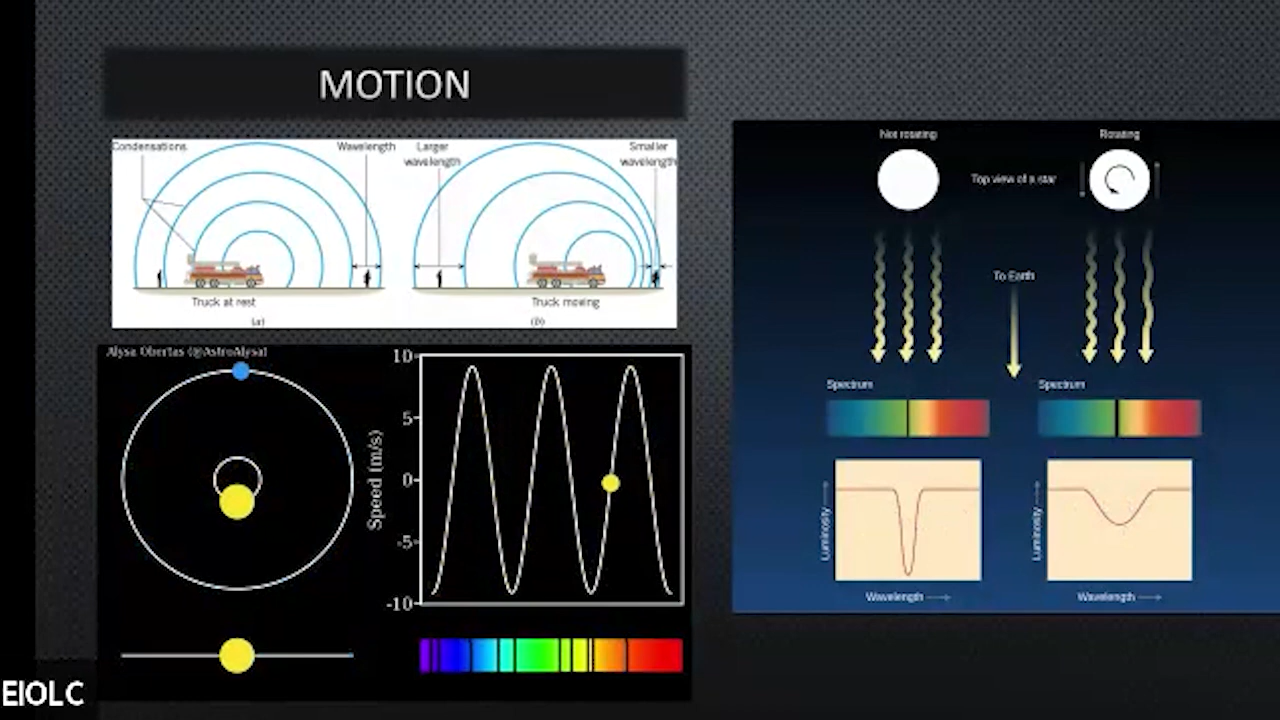 MOTION
Condensations
Wavelength
Larger
wavelength
Smaller
wavelength
Truck at rest
Truck moving
(a)
(b)
Alysa Obertas (@AstroAlysa)
10
5
0
-5
-10
Speed (m/s)
Not rotating
Rotating
Top view of a star
To Earth
Spectrum
Spectrum
Luminosity
Luminosity
Wavelength
Wavelength
EIOLC